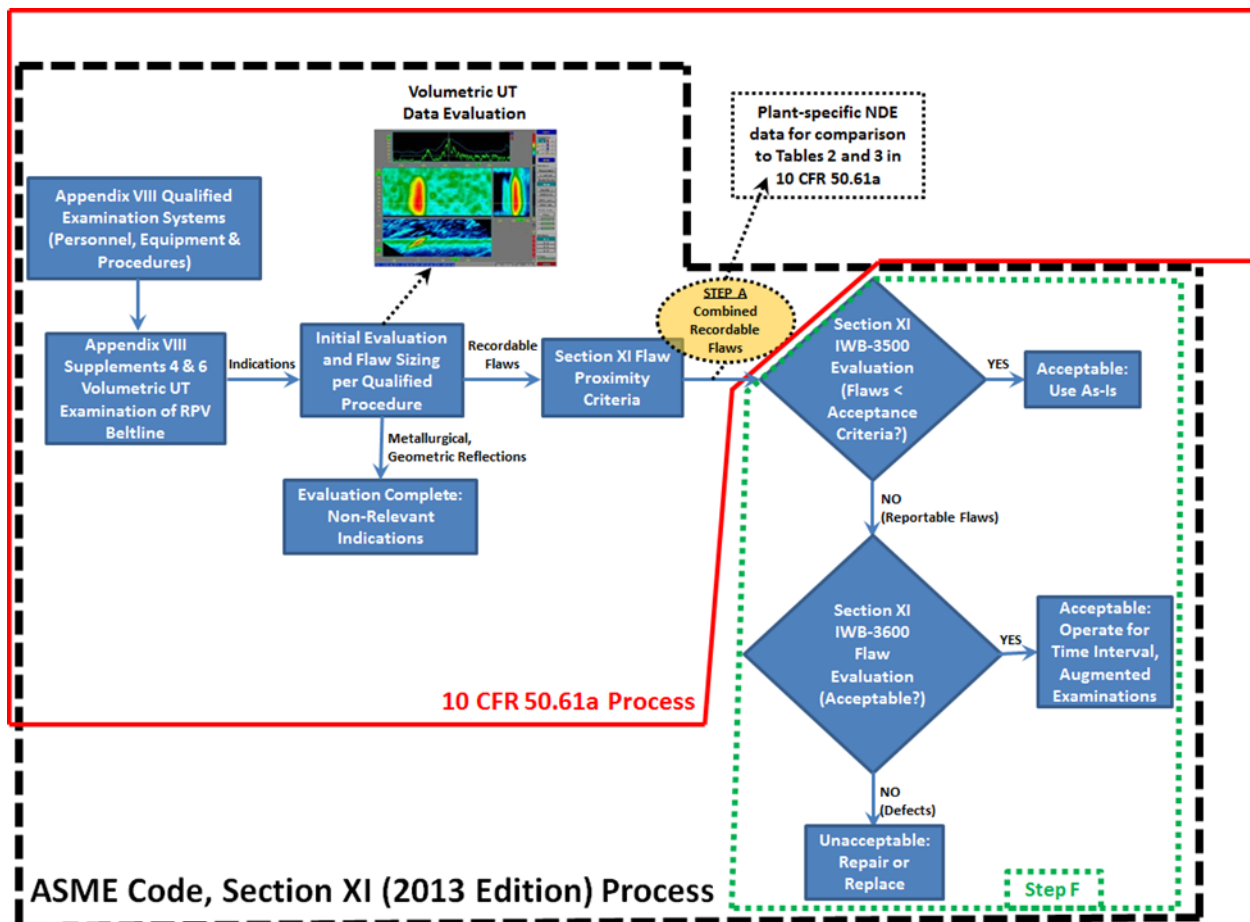 Volumetric UT
Data Evaluation
Plant-specific NDE
data for comparison
to Tables 2 and 3 in
10 CFR 50.61a
Appendix VIII Qualified
Examination Systems
(Personnel, Equipment &
Procedures)
Appendix VIII
Supplements 4 & 6
Volumetric UT
Examination of RPV
Beltline
Indications
Initial Evaluation
and Flaw Sizing
per Qualified
Procedure
Recordable
Flaws
Section XI Flaw
Proximity
Criteria
STEP A
Combined
Recordable
Flaws
Section XI
IWB-3500
Evaluation
(Flaws <
Acceptance
Criteria?)
YES
Acceptable:
Use As-Is
Metallurgical,
Geometric Reflections
Evaluation Complete:
Non-Relevant
Indications
NO
(Reportable Flaws)
Section XI
IWB-3600
Flaw
Evaluation
(Acceptable?)
YES
Acceptable:
Operate for
Time Interval,
Augmented
Examinations
10 CFR 50.61a Process
NO
(Defects)
Unacceptable:
Repair or
Replace
Step F
ASME Code, Section XI (2013 Edition) Process